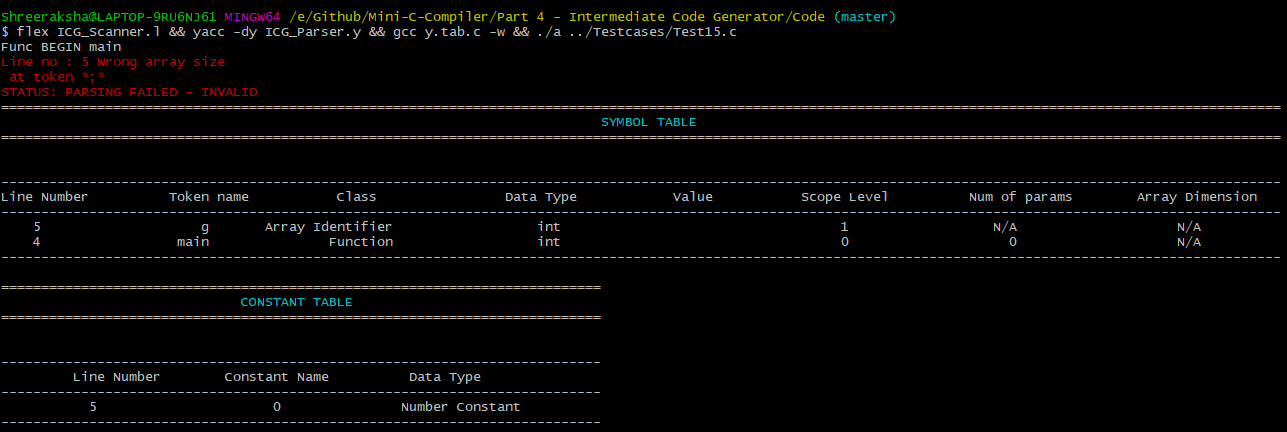 Shreeraksha@LAPTOP-9RU6NJ61 MINGW64 /e/Github/Mini-C-Compiler/Part 4 - Intermediate Code Generator/Code (master)
$ flex ICG_Scanner.l && yacc -dy ICG_Parser.y && gcc y.tab.c -w && ./a ../Testcases/Test15.c
Func BEGIN main
Line no : 5 Wrong array size
at token *;*
STATUS: PARSING FAILED - INVALID
SYMBOL TABLE
Line Number Token name Class Data Type Value Scope Level Num of params Array Dimension
5 g Array Identifier int 1 N/A N/A
4 main Function int 0 0 N/A
CONSTANT TABLE
Line Number Constant Name Data Type
5 0 Number Constant